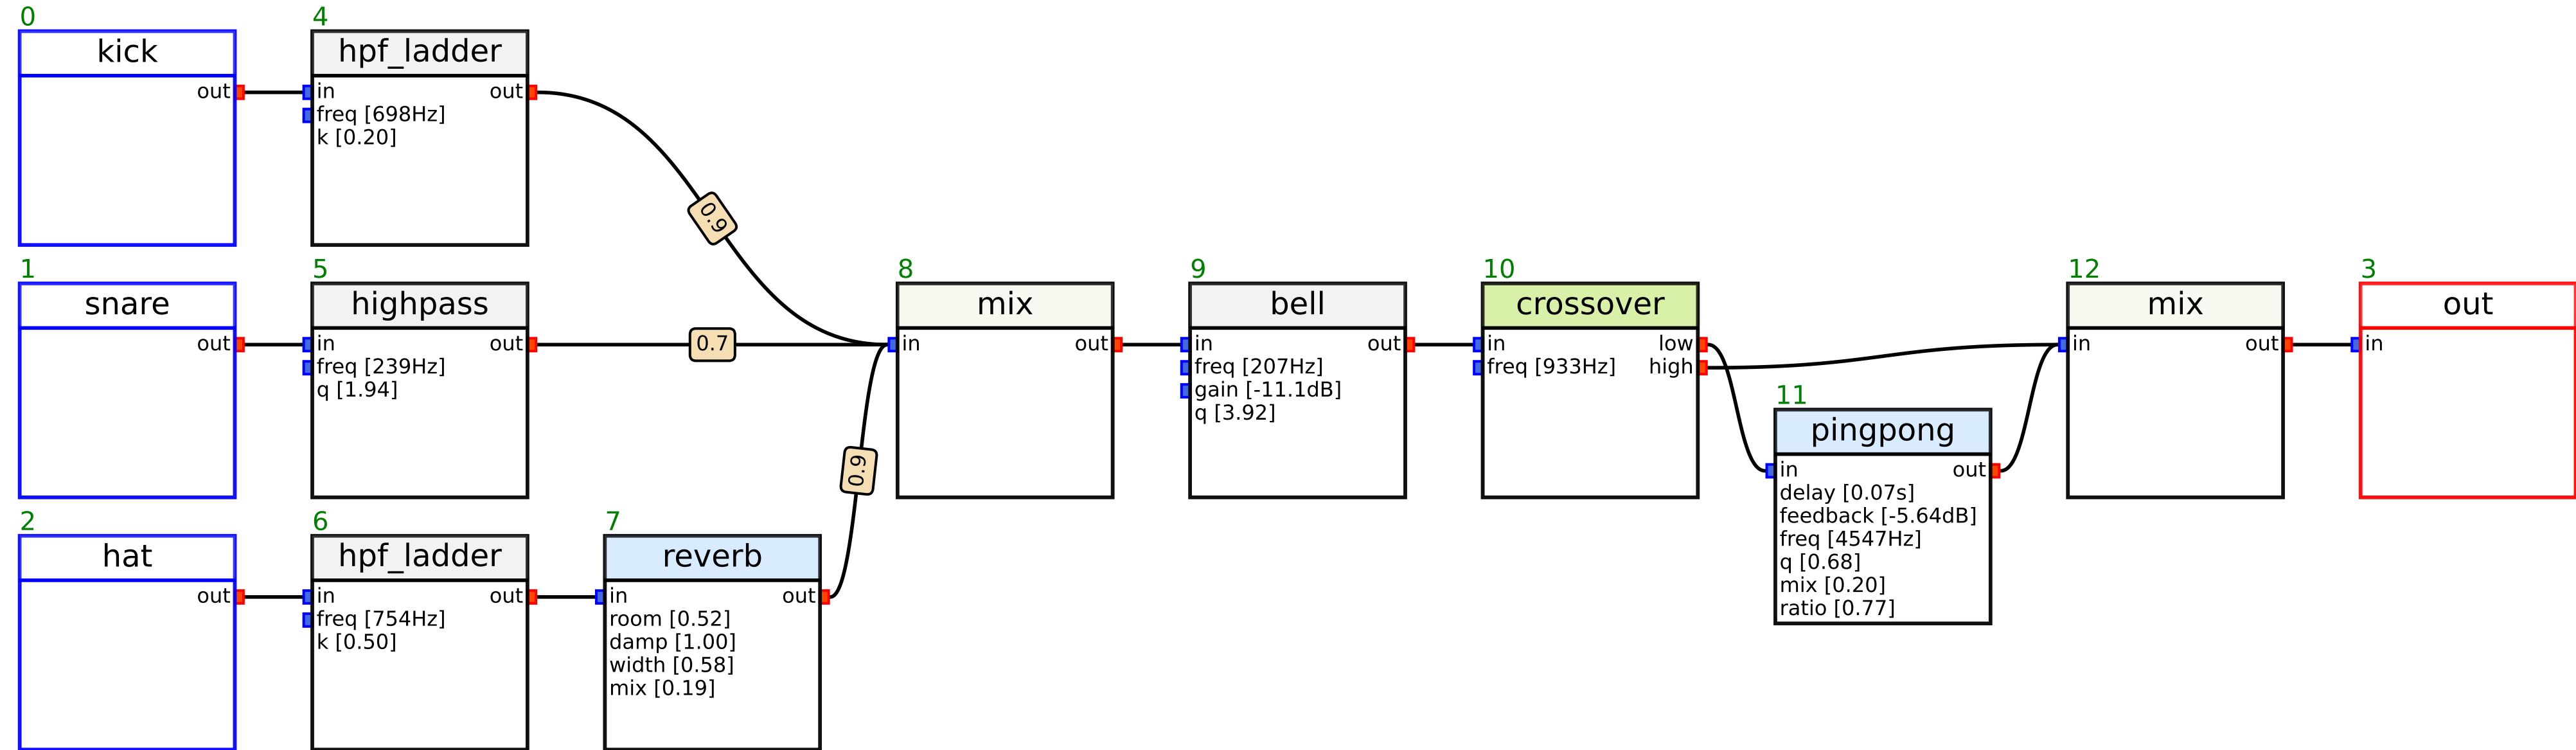 0
kick
out
4
hpf_ladder
in
out
freq [698Hz]
k [0.20]
0.9
1
snare
out
5
highpass
in
out
freq [239Hz]
q [1.94]
0.7
2
hat
out
6
hpf_ladder
in
out
freq [754Hz]
k [0.50]
7
reverb
in
out
room [0.52]
damp [1.00]
width [0.58]
mix [0.19]
0.9
8
mix
in
out
9
bell
in
out
freq [207Hz]
gain [-11.1dB]
q [3.92]
10
crossover
in
low
freq [933Hz]
high
11
pingpong
in
out
delay [0.07s]
feedback [-5.64dB]
freq [4547Hz]
q [0.68]
mix [0.20]
ratio [0.77]
12
mix
in
out
3
out
in